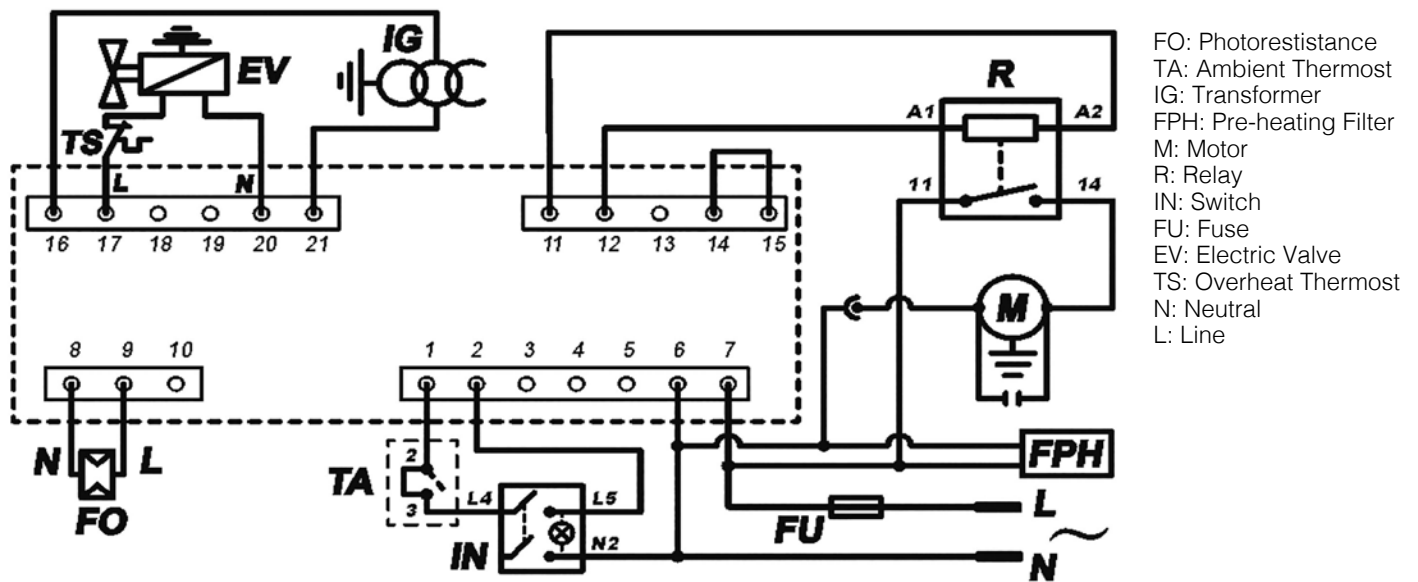 IG
EV
TS
L N
16 17 18 19 20 21
R
A1 A2
11 14
11 12 13 14 15
M
8 9 10
1 2 3 4 5 6 7
N L
FO
TA
2
3
L4 L5
N2
IN
FPH
FU
L
N
FO: Photorestistance
TA: Ambient Thermost
IG: Transformer
FPH: Pre-heating Filter
M: Motor
R: Relay
IN: Switch
FU: Fuse
EV: Electric Valve
TS: Overheat Thermost
N: Neutral
L: Line